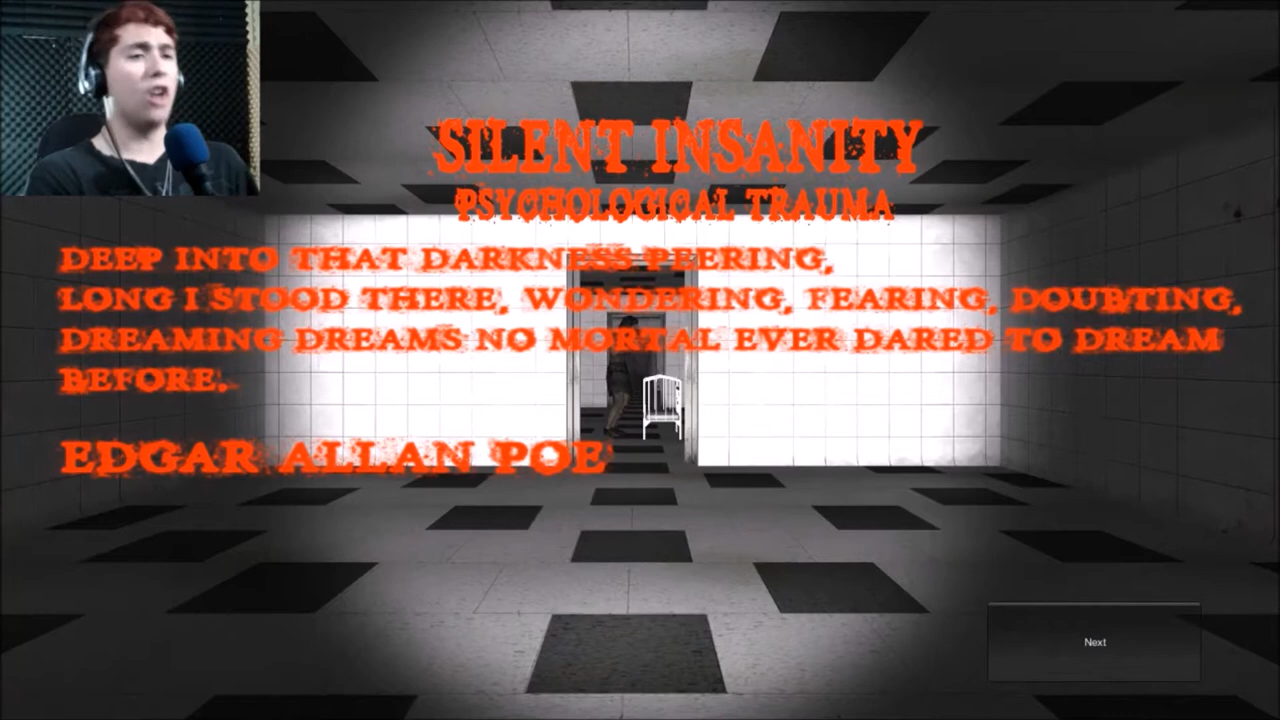 SILENT INSANITY
PSYCHOLOGICAL TRAUMA
DEEP INTO THAT DARKNESS PEERING,
LONG I STOOD THERE, WONDERING, FEARING, DOUBTING,
DREAMING DREAMS NO MORTAL EVER DARED TO DREAM
BEFORE.
EDGAR ALLAN POE
Next